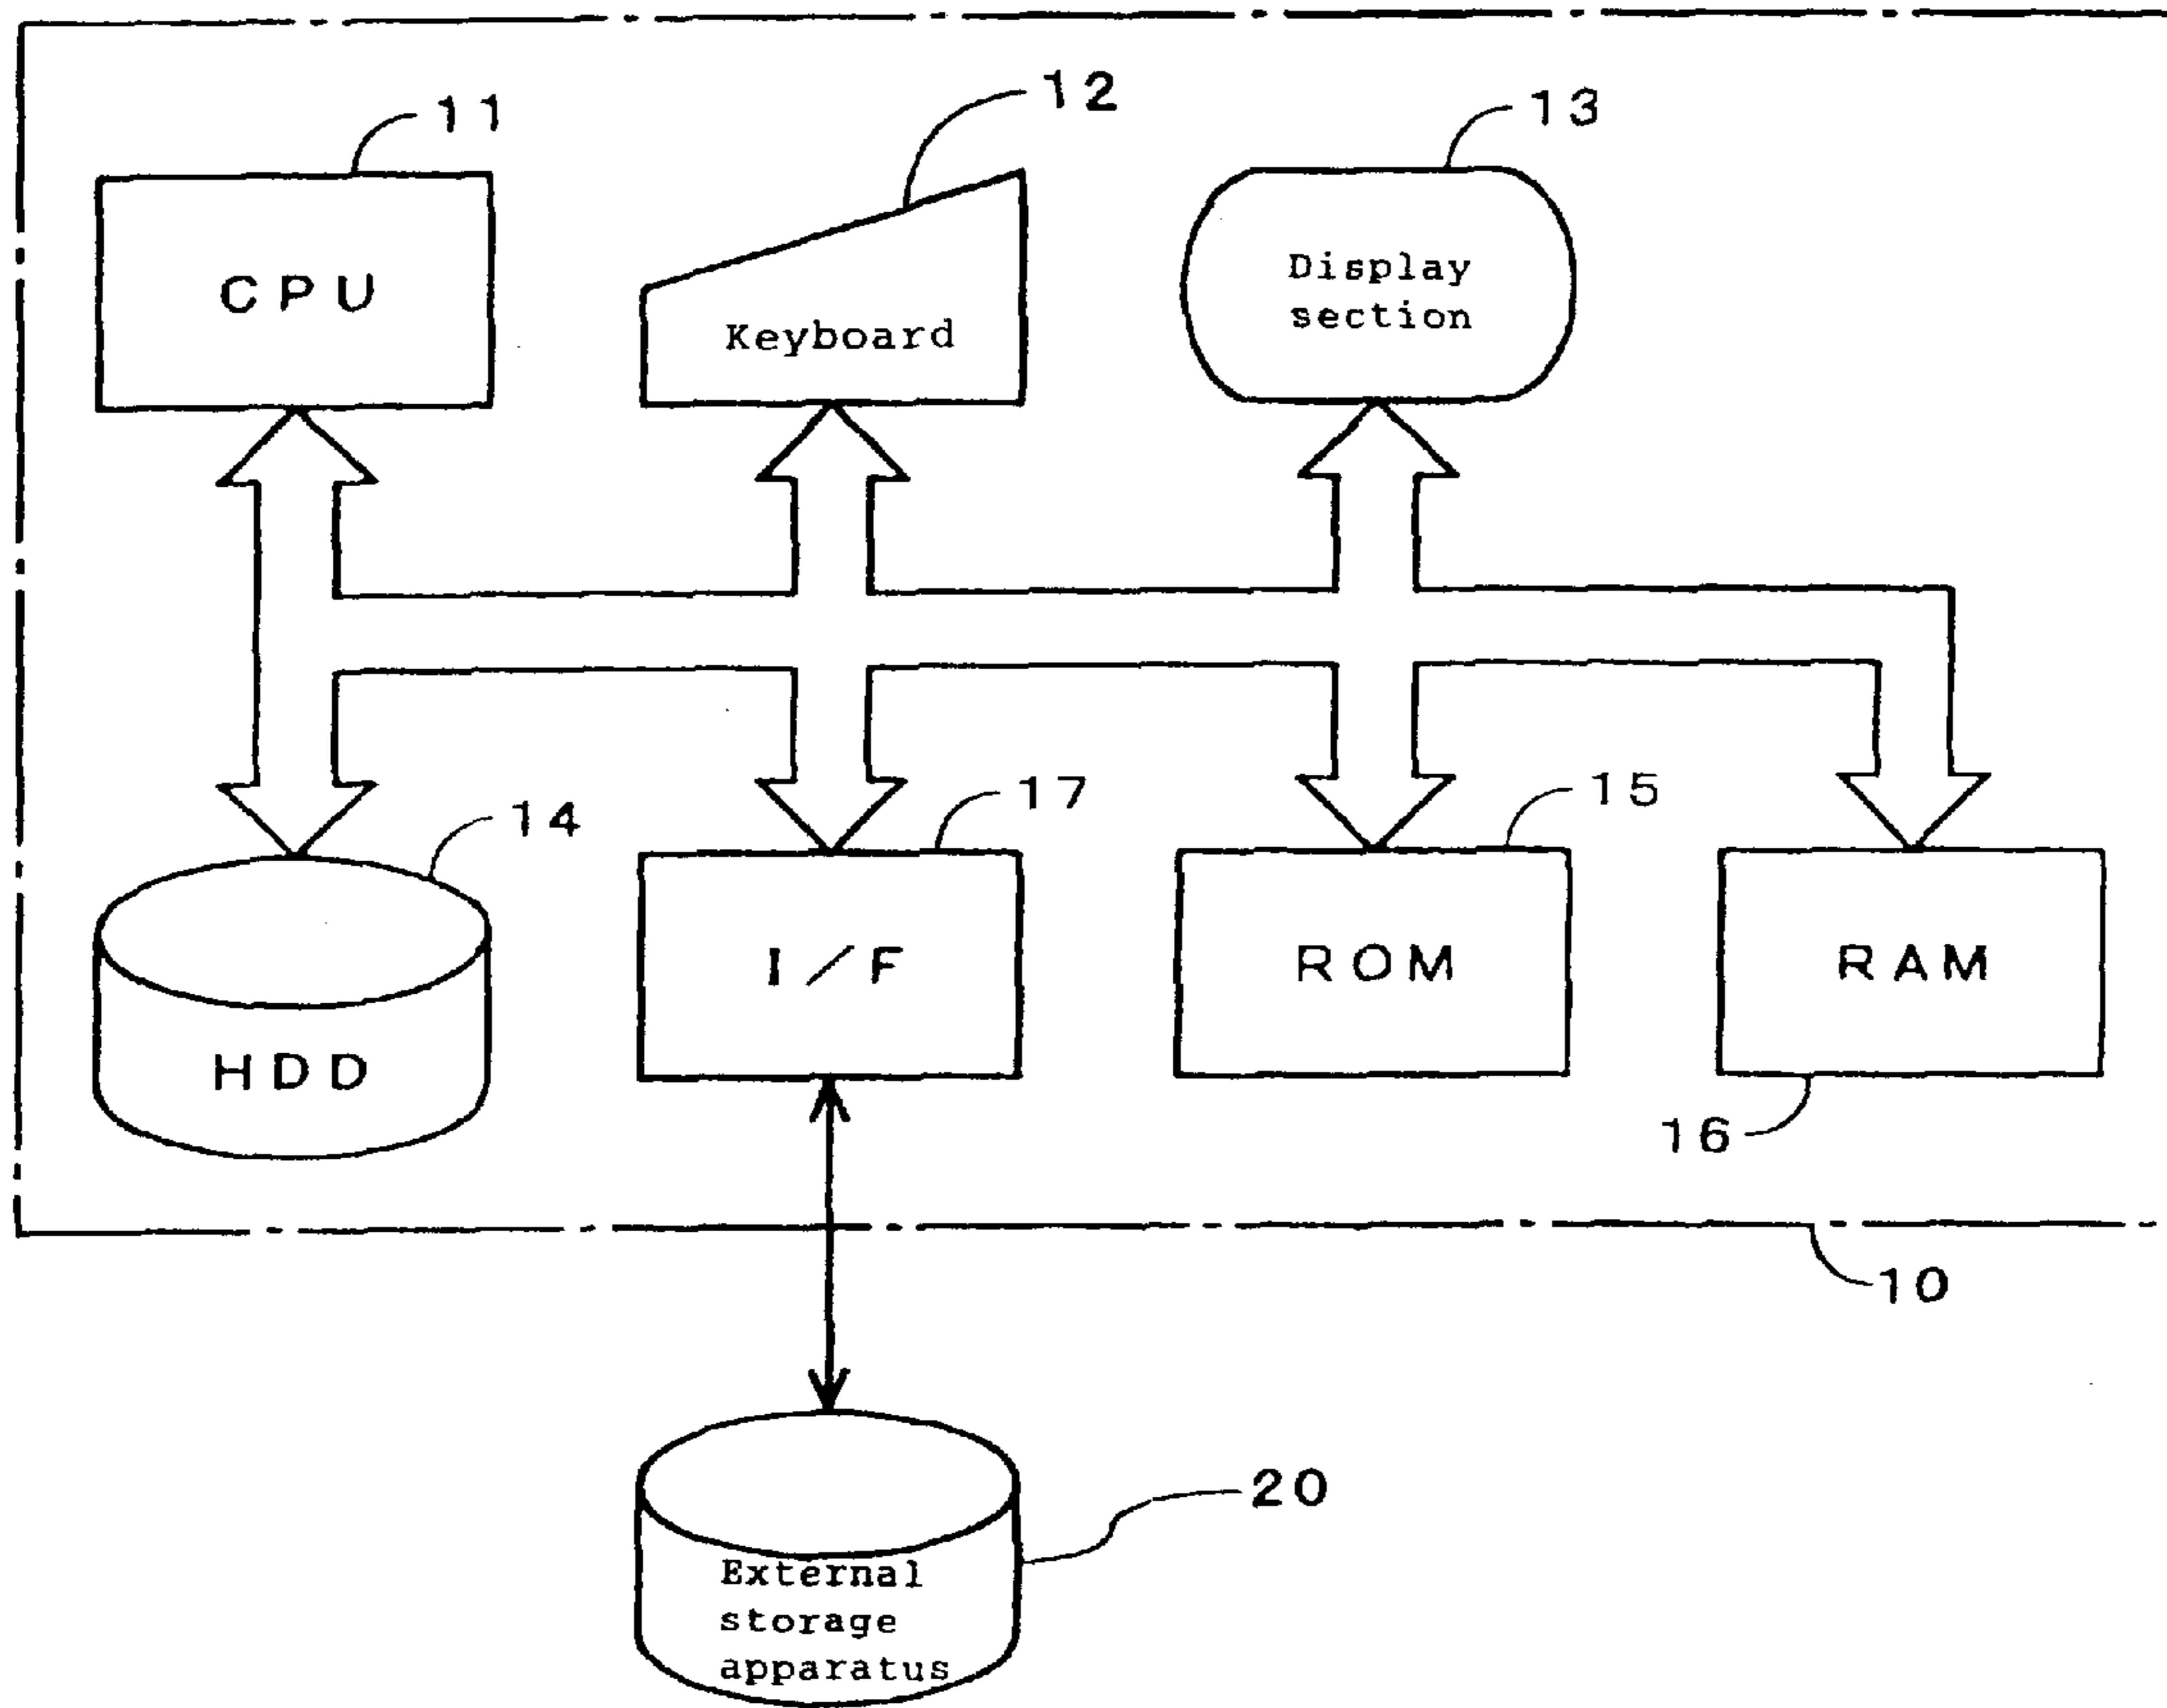 11
12
13
CPU
Keyboard
Display
section
14
17
15
HDD
I/F
ROM
RAM
16
10
20
External
storage
apparatus